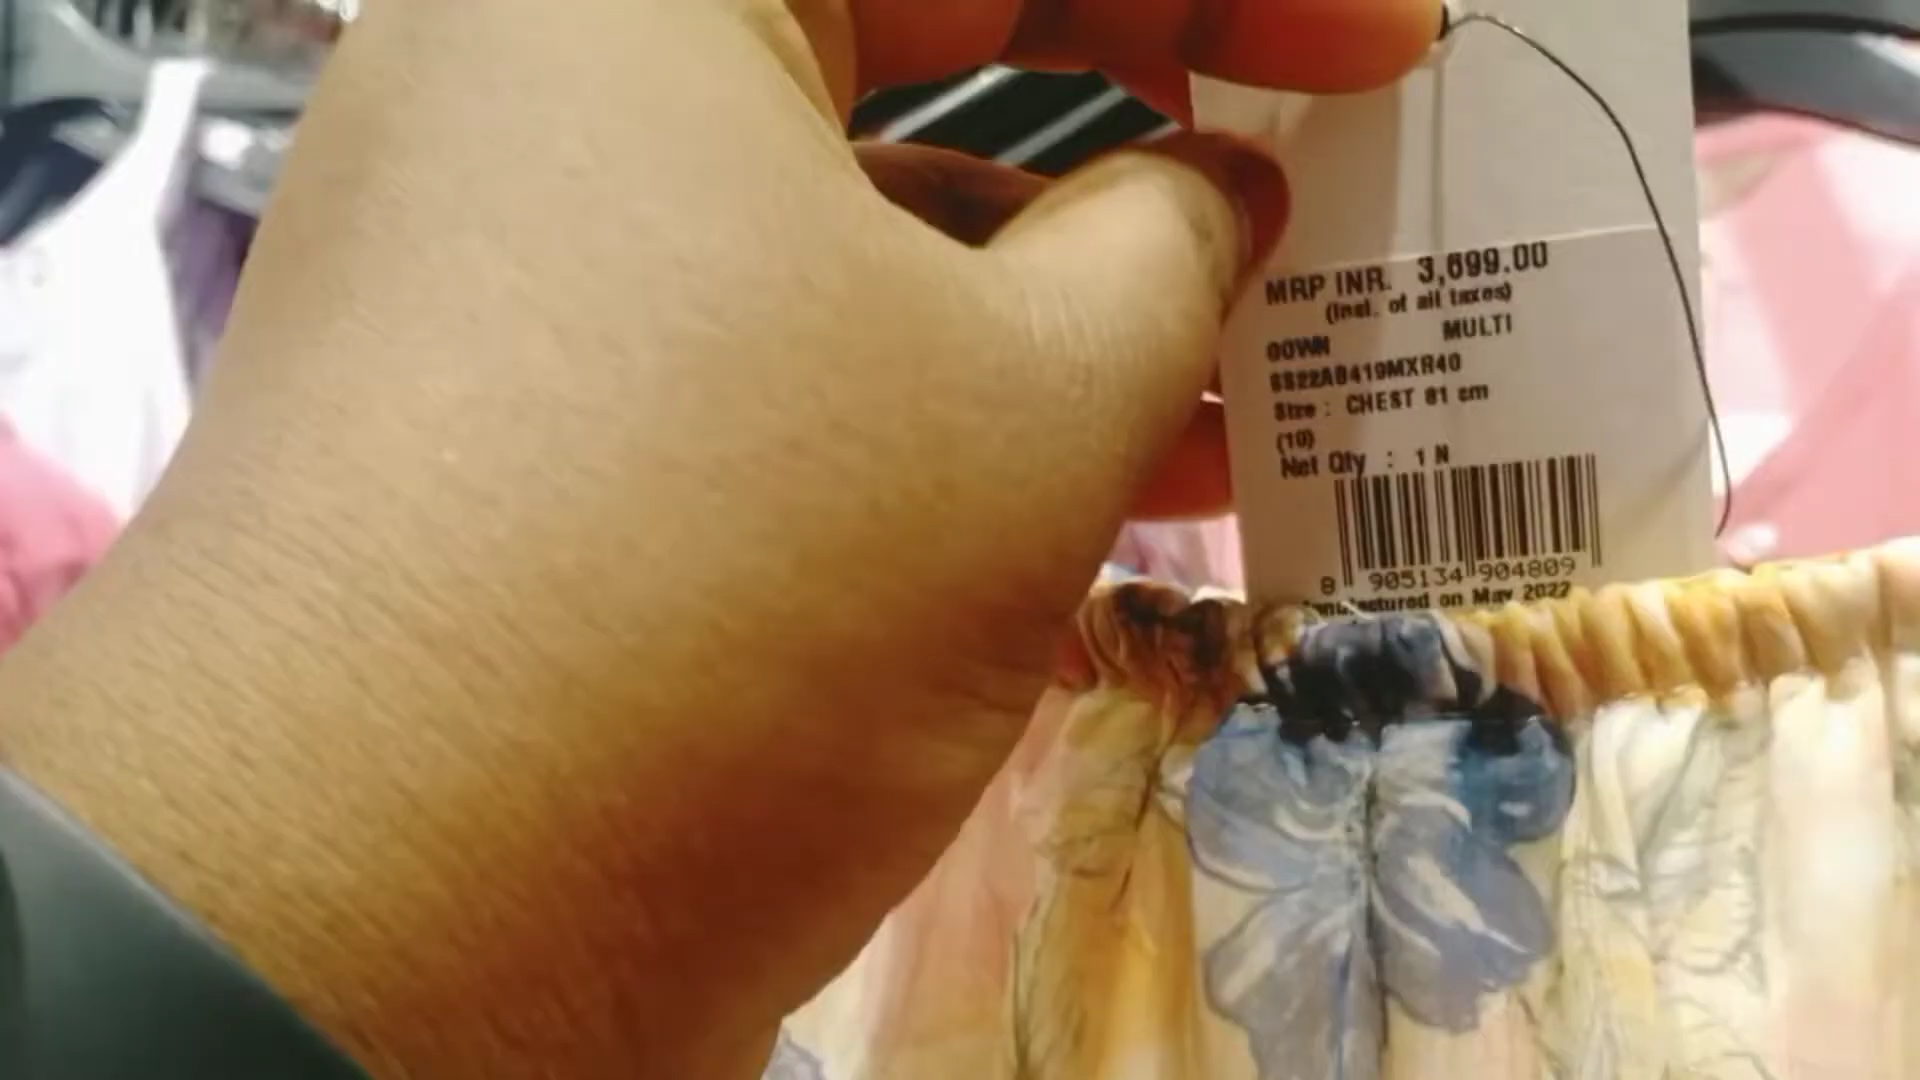 MRP INR. 3,699.00
(Incl. of all taxes)
GOWN MULTI
SS22AB419MXR40
Size : CHEST 81 cm
(10)
Net Qty : 1 N
8 905134 904809
Manufactured on May 2022